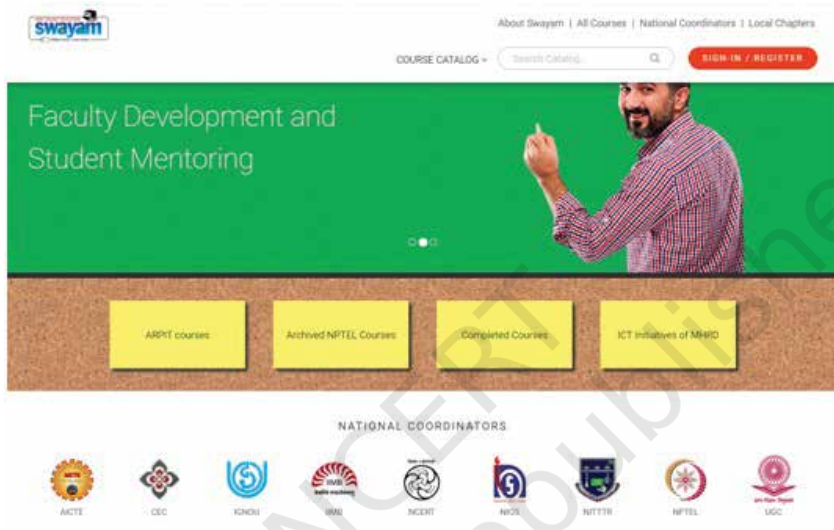 swayam
About Swayam | All Courses | National Coordinators | Local Chapters
COURSE CATALOG
Search Catalog...
SIGN-IN / REGISTER
Faculty Development and
Student Mentoring
ARPIT courses
Archived NPTEL Courses
Completed Courses
ICT Initiatives of MHRD
NATIONAL COORDINATORS
IIMB
AICTE
CEC
IGNOU
IIMB
NCERT
NIOS
NITTTR
NPTEL
UGC
NCERT